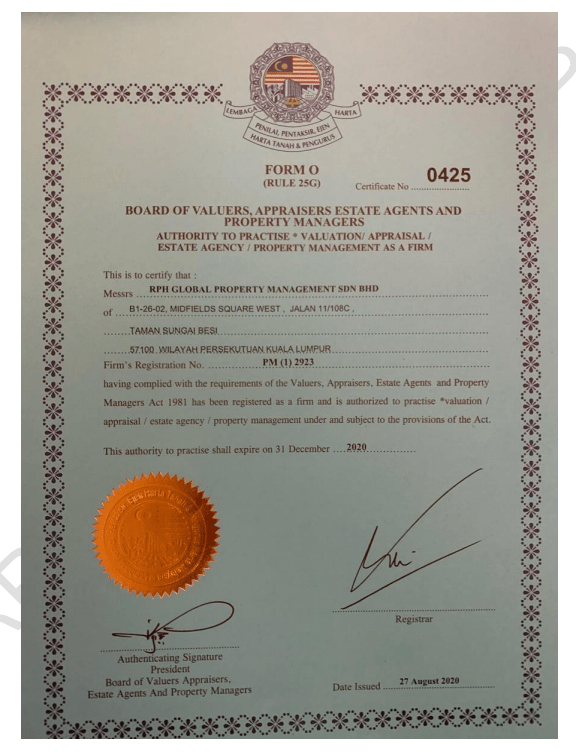 LEMBAGA
HARTA
PENILAI, PENTAKSIR, EJEN
HARTA TANAH & PENGURUS
FORM O
(RULE 25G)
Certificate No 0425
BOARD OF VALUERS, APPRAISERS ESTATE AGENTS AND
PROPERTY MANAGERS
AUTHORITY TO PRACTISE * VALUATION/ APPRAISAL /
ESTATE AGENCY / PROPERTY MANAGEMENT AS A FIRM
This is to certify that :
Messrs RPH GLOBAL PROPERTY MANAGEMENT SDN BHD
of B1-26-02, MIDFIELDS SQUARE WEST , JALAN 11/108C ,
TAMAN SUNGAI BESI
57100 WILAYAH PERSEKUTUAN KUALA LUMPUR
Firm's Registration No. PM (1) 2923
having complied with the requirements of the Valuers, Appraisers, Estate Agents and Property
Managers Act 1981 has been registered as a firm and is authorized to practise *valuation /
appraisal / estate agency / property management under and subject to the provisions of the Act.
This authority to practise shall expire on 31 December 2020
Registrar
Authenticating Signature
President
Board of Valuers Appraisers,
Estate Agents And Property Managers
Date Issued 27 August 2020